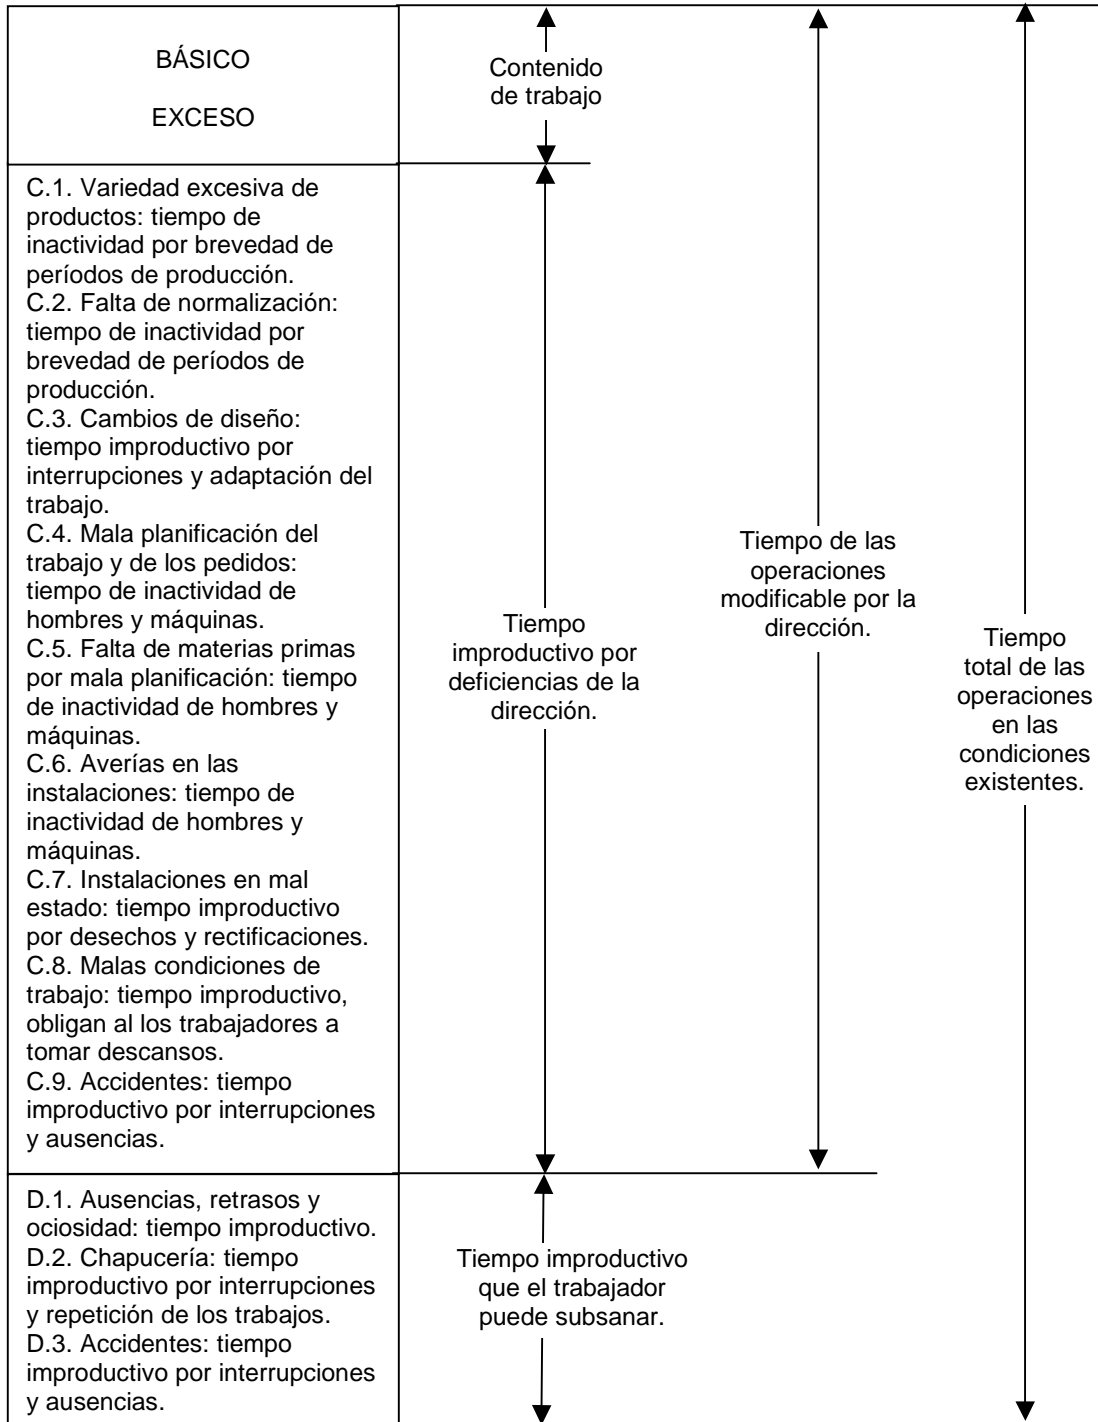 BÁSICO
EXCESO
Contenido
de trabajo
C.1. Variedad excesiva de
productos: tiempo de
inactividad por brevedad de
períodos de producción.
C.2. Falta de normalización:
tiempo de inactividad por
brevedad de períodos de
producción.
C.3. Cambios de diseño:
tiempo improductivo por
interrupciones y adaptación del
trabajo.
C.4. Mala planificación del
trabajo y de los pedidos:
tiempo de inactividad de
hombres y máquinas.
C.5. Falta de materias primas
por mala planificación: tiempo
de inactividad de hombres y
máquinas.
C.6. Averías en las
instalaciones: tiempo de
inactividad de hombres y
máquinas.
C.7. Instalaciones en mal
estado: tiempo improductivo
por desechos y rectificaciones.
C.8. Malas condiciones de
trabajo: tiempo improductivo,
obligan al los trabajadores a
tomar descansos.
C.9. Accidentes: tiempo
improductivo por interrupciones
y ausencias.
Tiempo
improductivo por
deficiencias de la
dirección.
Tiempo de las
operaciones
modificable por la
dirección.
Tiempo
total de las
operaciones
en las
condiciones
existentes.
D.1. Ausencias, retrasos y
ociosidad: tiempo improductivo.
D.2. Chapucería: tiempo
improductivo por interrupciones
y repetición de los trabajos.
D.3. Accidentes: tiempo
improductivo por interrupciones
y ausencias.
Tiempo improductivo
que el trabajador
puede subsanar.